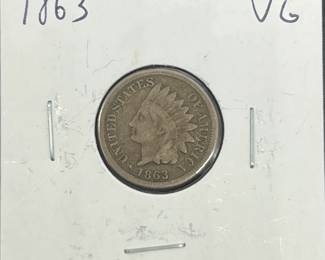 1863 VG
UNITED STATES OF AMERICA
1863